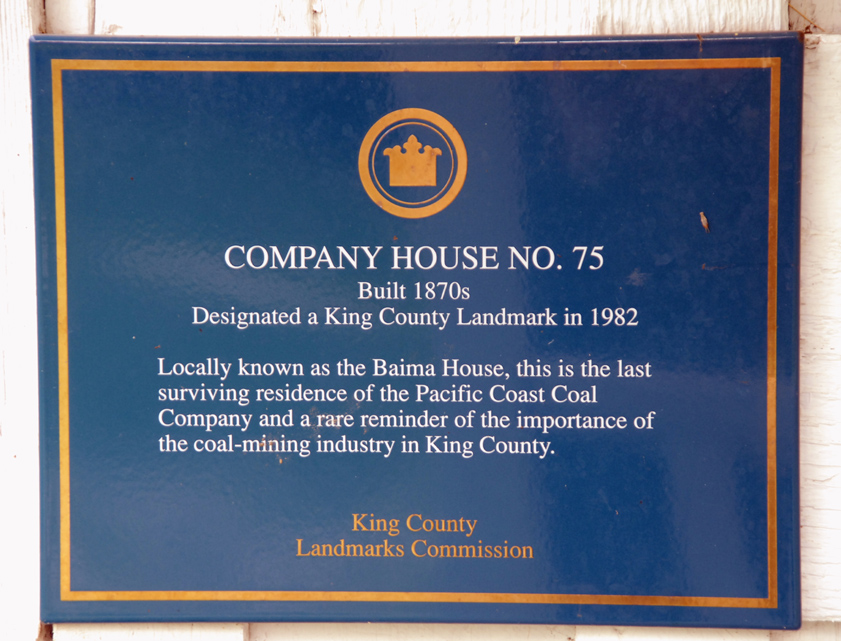 COMPANY HOUSE NO. 75
Built 1870s
Designated a King County Landmark in 1982
Locally known as the Baima House, this is the last
surviving residence of the Pacific Coast Coal
Company and a rare reminder of the importance of
the coal-mining industry in King County.
King County
Landmarks Commission